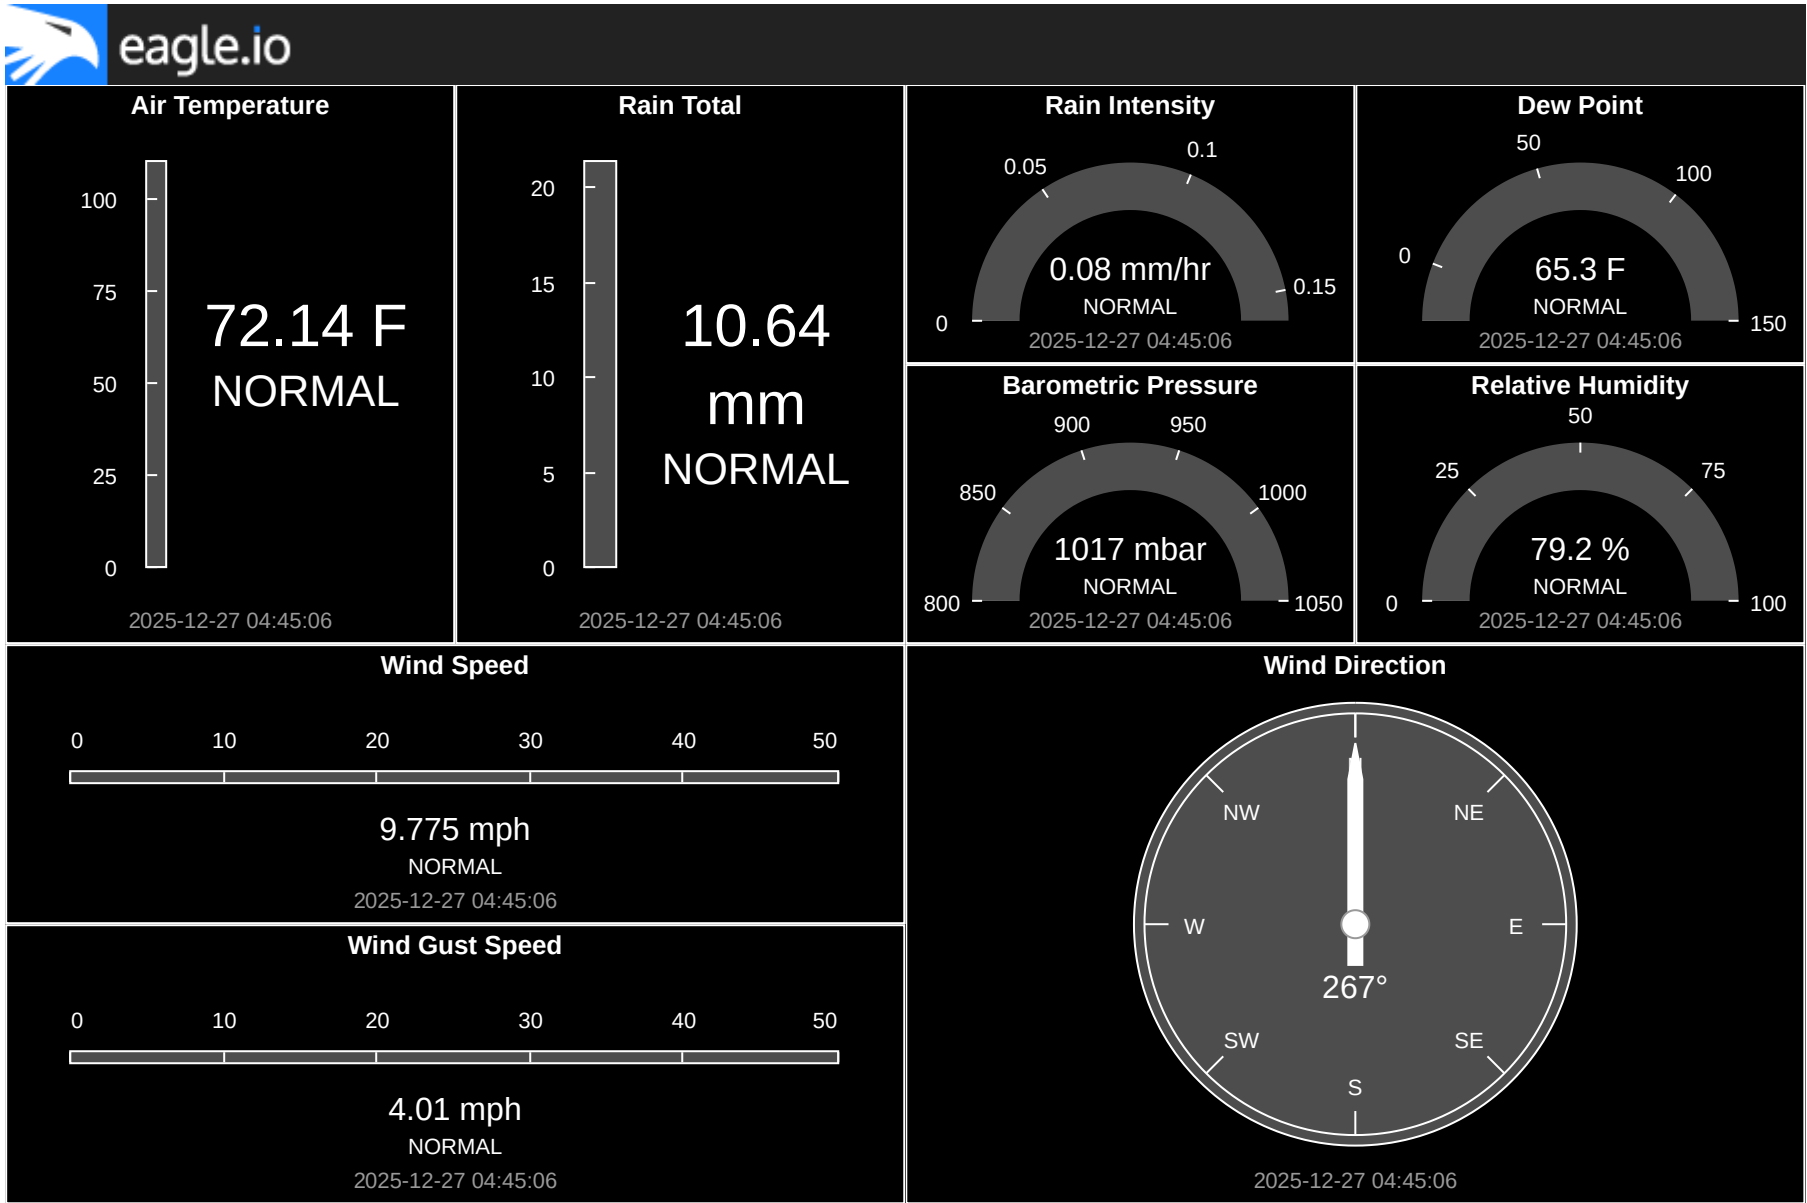 eagle.io
Air Temperature
100
75
50
25
0
72.14 F
NORMAL
2025-12-27 04:45:06
Rain Total
20
15
10
5
0
10.64
mm
NORMAL
2025-12-27 04:45:06
Rain Intensity
0
0.05
0.1
0.15
0.08 mm/hr
NORMAL
2025-12-27 04:45:06
Dew Point
0
50
100
150
65.3 F
NORMAL
2025-12-27 04:45:06
Barometric Pressure
800
850
900
950
1000
1050
1017 mbar
NORMAL
2025-12-27 04:45:06
Relative Humidity
0
25
50
75
100
79.2 %
NORMAL
2025-12-27 04:45:06
Wind Speed
0 10 20 30 40 50
9.775 mph
NORMAL
2025-12-27 04:45:06
Wind Gust Speed
0 10 20 30 40 50
4.01 mph
NORMAL
2025-12-27 04:45:06
Wind Direction
NW NE
W E
267°
SW SE
S
2025-12-27 04:45:06